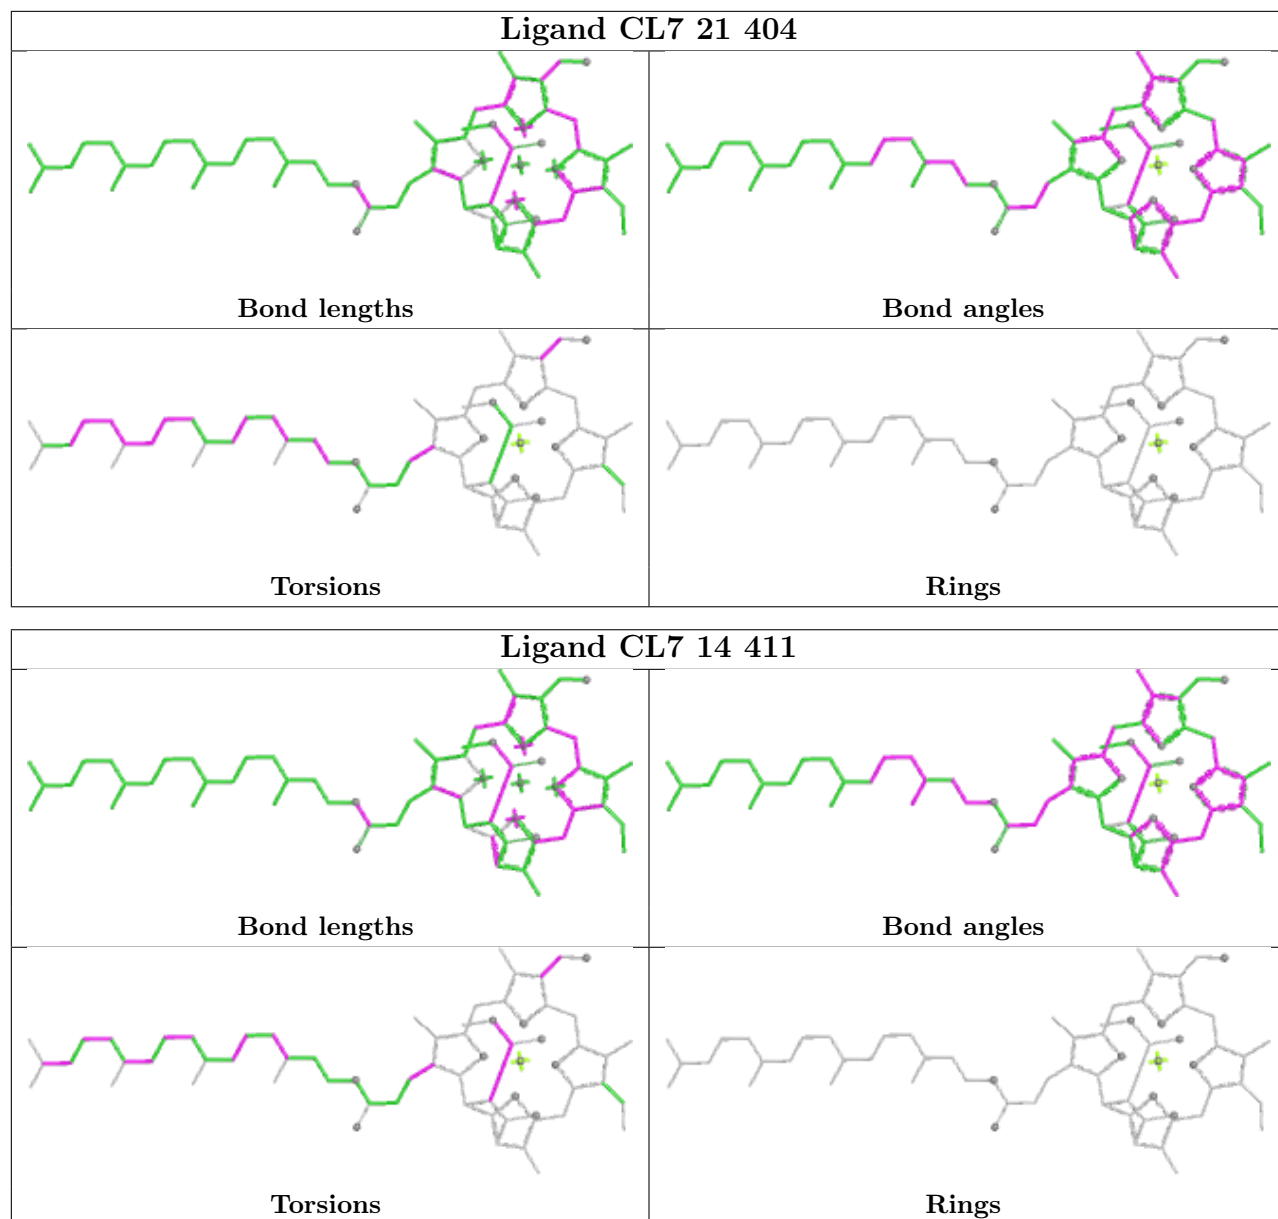 Ligand CL7 21 404
Bond lengths
Bond angles
Torsions
Rings
Ligand CL7 14 411
Bond lengths
Bond angles
Torsions
Rings